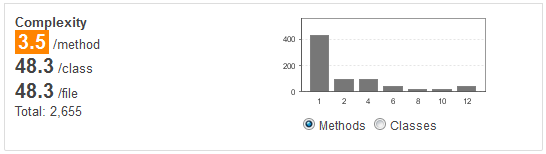 Complexity
3.5 /method
48.3 /class
48.3 /file
Total: 2,655
400
200
0
1 2 4 6 8 10 12
Methods Classes